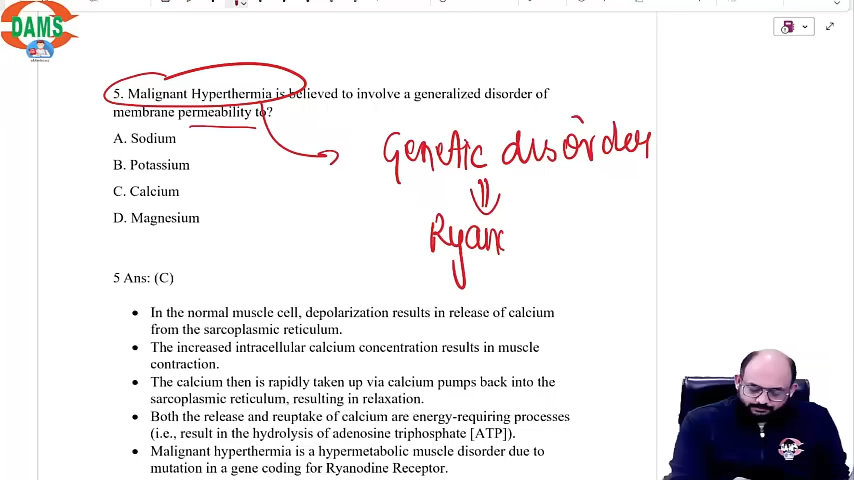 DAMS
5. Malignant Hyperthermia is believed to involve a generalized disorder of
membrane permeability to?
Genetic disorder
A. Sodium
B. Potassium
C. Calcium
D. Magnesium
Ryan
5 Ans: (C)
In the normal muscle cell, depolarization results in release of calcium
from the sarcoplasmic reticulum.
The increased intracellular calcium concentration results in muscle
contraction.
The calcium then is rapidly taken up via calcium pumps back into the
sarcoplasmic reticulum, resulting in relaxation.
Both the release and reuptake of calcium are energy-requiring processes
(i.e., result in the hydrolysis of adenosine triphosphate [ATP]).
Malignant hyperthermia is a hypermetabolic muscle disorder due to
mutation in a gene coding for Ryanodine Receptor.